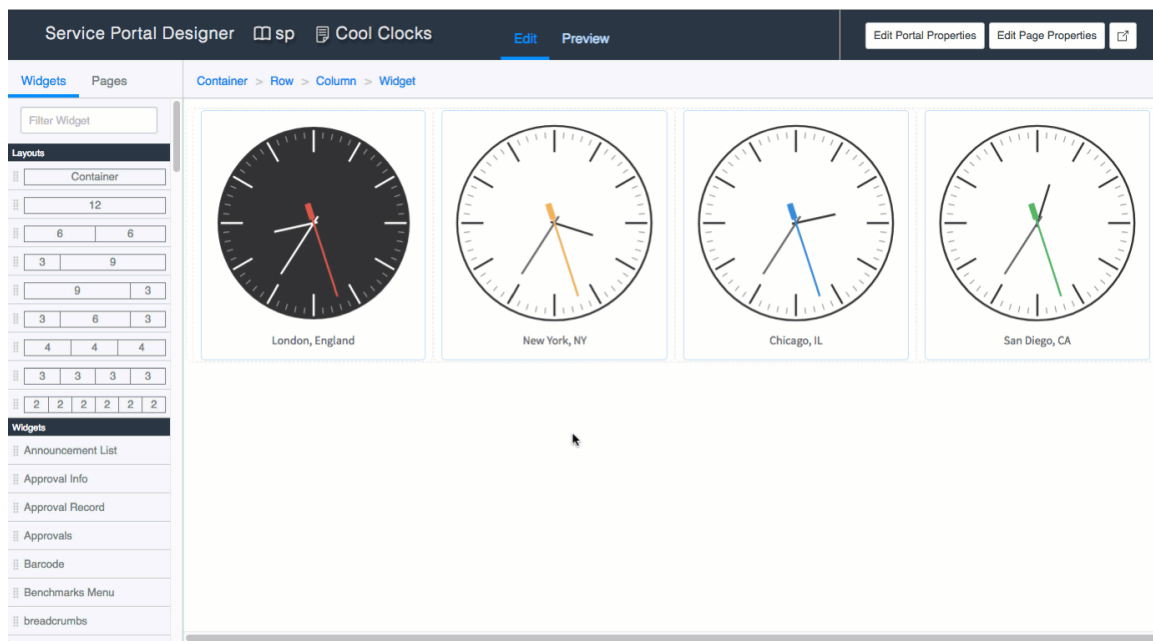 Service Portal Designer sp Cool Clocks Edit Preview Edit Portal Properties Edit Page Properties
Widgets Pages Container > Row > Column > Widget
Filter Widget
Layouts
Container
12
6 6
3 9
9 3
3 6 3
4 4 4
3 3 3 3
2 2 2 2 2 2
Widgets
Announcement List
Approval Info
Approval Record
Approvals
Barcode
Benchmarks Menu
breadcrumbs
London, England New York, NY Chicago, IL San Diego, CA